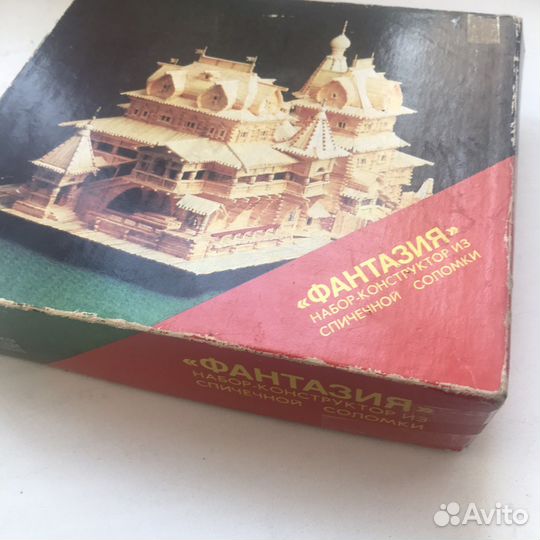 «ФАНТАЗИЯ»
НАБОР-КОНСТРУКТОР ИЗ
СПИЧЕЧНОЙ СОЛОМКИ
«ФАНТАЗИЯ»
НАБОР-КОНСТРУКТОР ИЗ
СПИЧЕЧНОЙ СОЛОМКИ
Avito